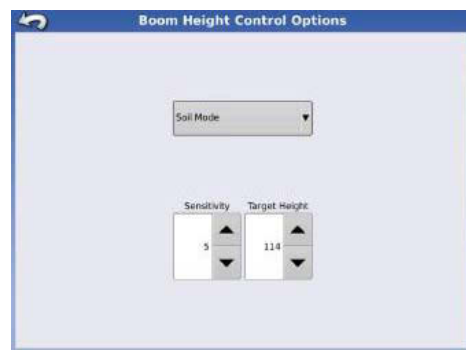 Boom Height Control Options
Soil Mode
Sensitivity Target Height
5 114